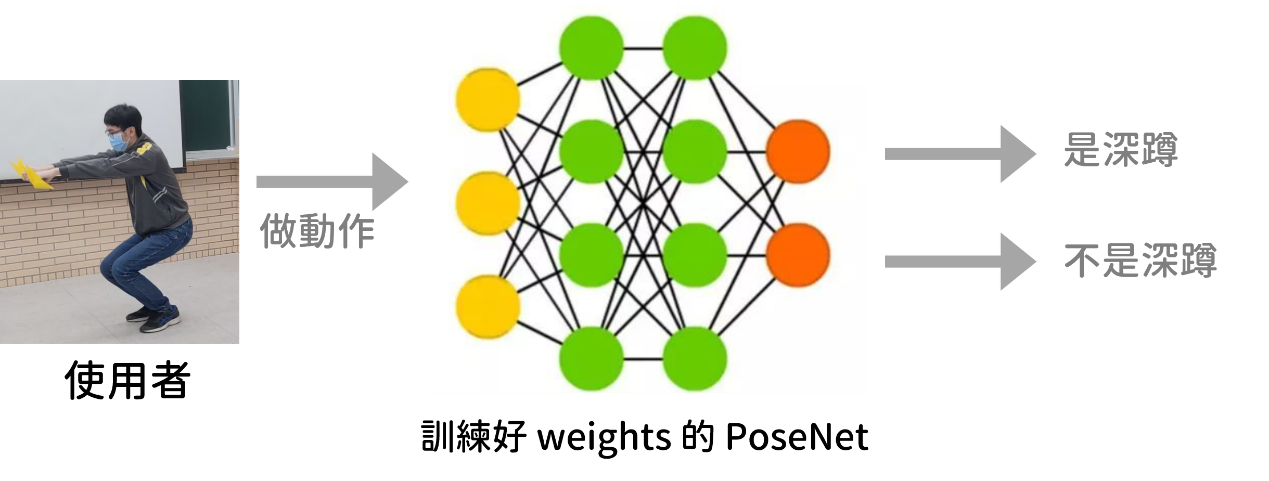 做動作
是深蹲
不是深蹲
使用者
訓練好 weights 的 PoseNet